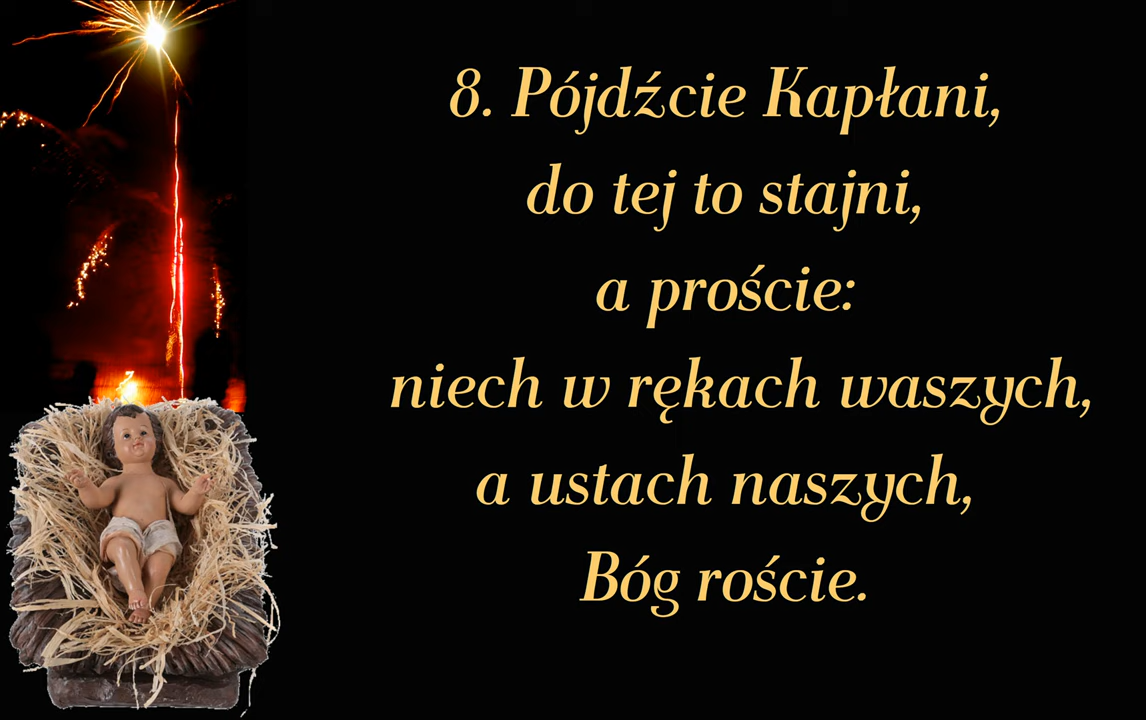 8. Pójdźcie Kapłani,
do tej to stajni,
a proście:
niech w rękach waszych,
a ustach naszych,
Bóg roście.